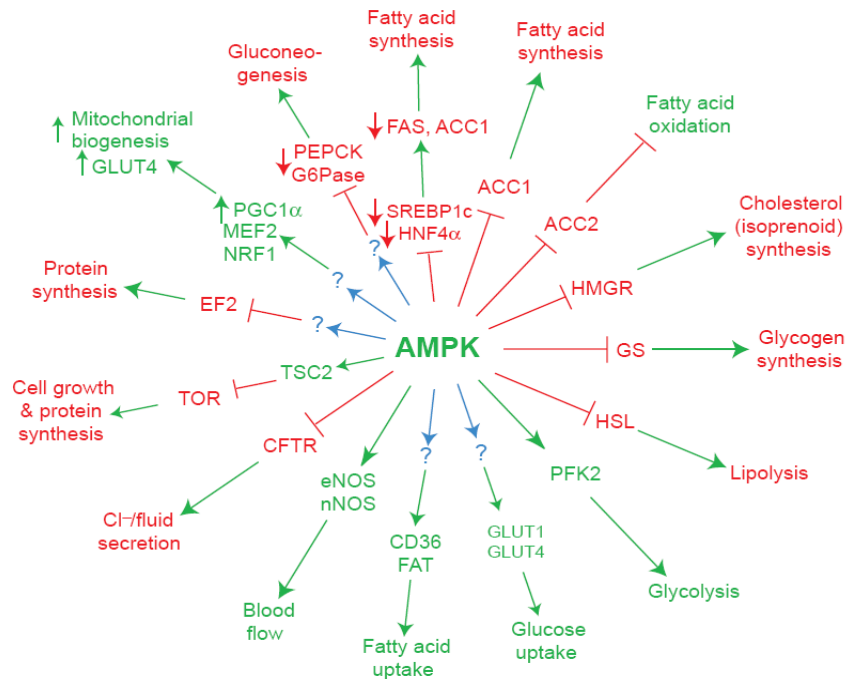 Fatty acid
synthesis
Fatty acid
synthesis
Gluconeo-
genesis
Fatty acid
oxidation
Mitochondrial
biogenesis
GLUT4
FAS, ACC1
PEPCK
G6Pase
ACC1
SREBP1c
HNF4α
ACC2
Cholesterol
(isoprenoid)
synthesis
PGC1α
MEF2
NRF1
?
?
Protein
synthesis
EF2
?
HMGR
AMPK
GS
Glycogen
synthesis
TSC2
TOR
Cell growth
& protein
synthesis
CFTR
HSL
?
?
PFK2
Lipolysis
eNOS
nNOS
Cl–/fluid
secretion
CD36
FAT
GLUT1
GLUT4
Glycolysis
Blood
flow
Fatty acid
uptake
Glucose
uptake